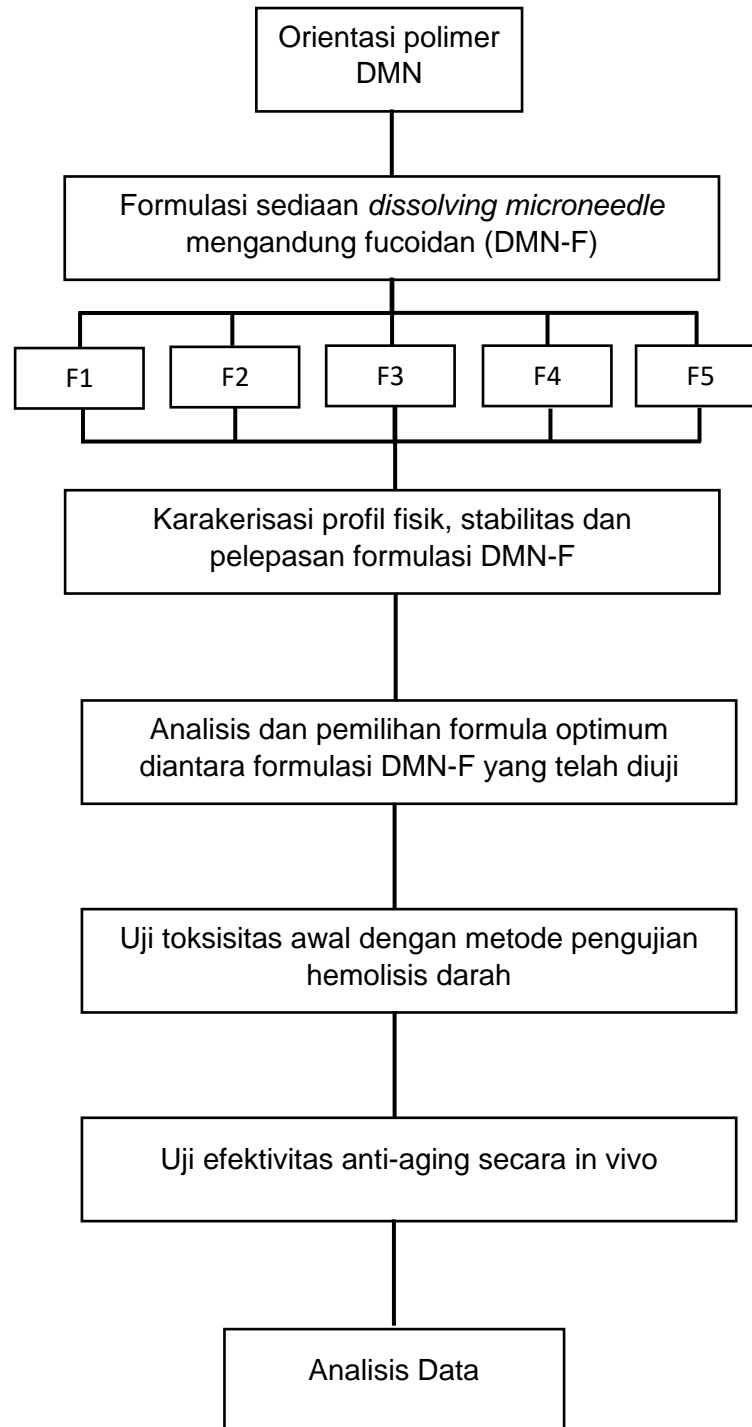 Orientasi polimer
DMN
Formulasi sediaan dissolving microneedle
mengandung fucoidan (DMN-F)
F1
F2
F3
F4
F5
Karakerisasi profil fisik, stabilitas dan
pelepasan formulasi DMN-F
Analisis dan pemilihan formula optimum
diantara formulasi DMN-F yang telah diuji
Uji toksisitas awal dengan metode pengujian
hemolisis darah
Uji efektivitas anti-aging secara in vivo
Analisis Data